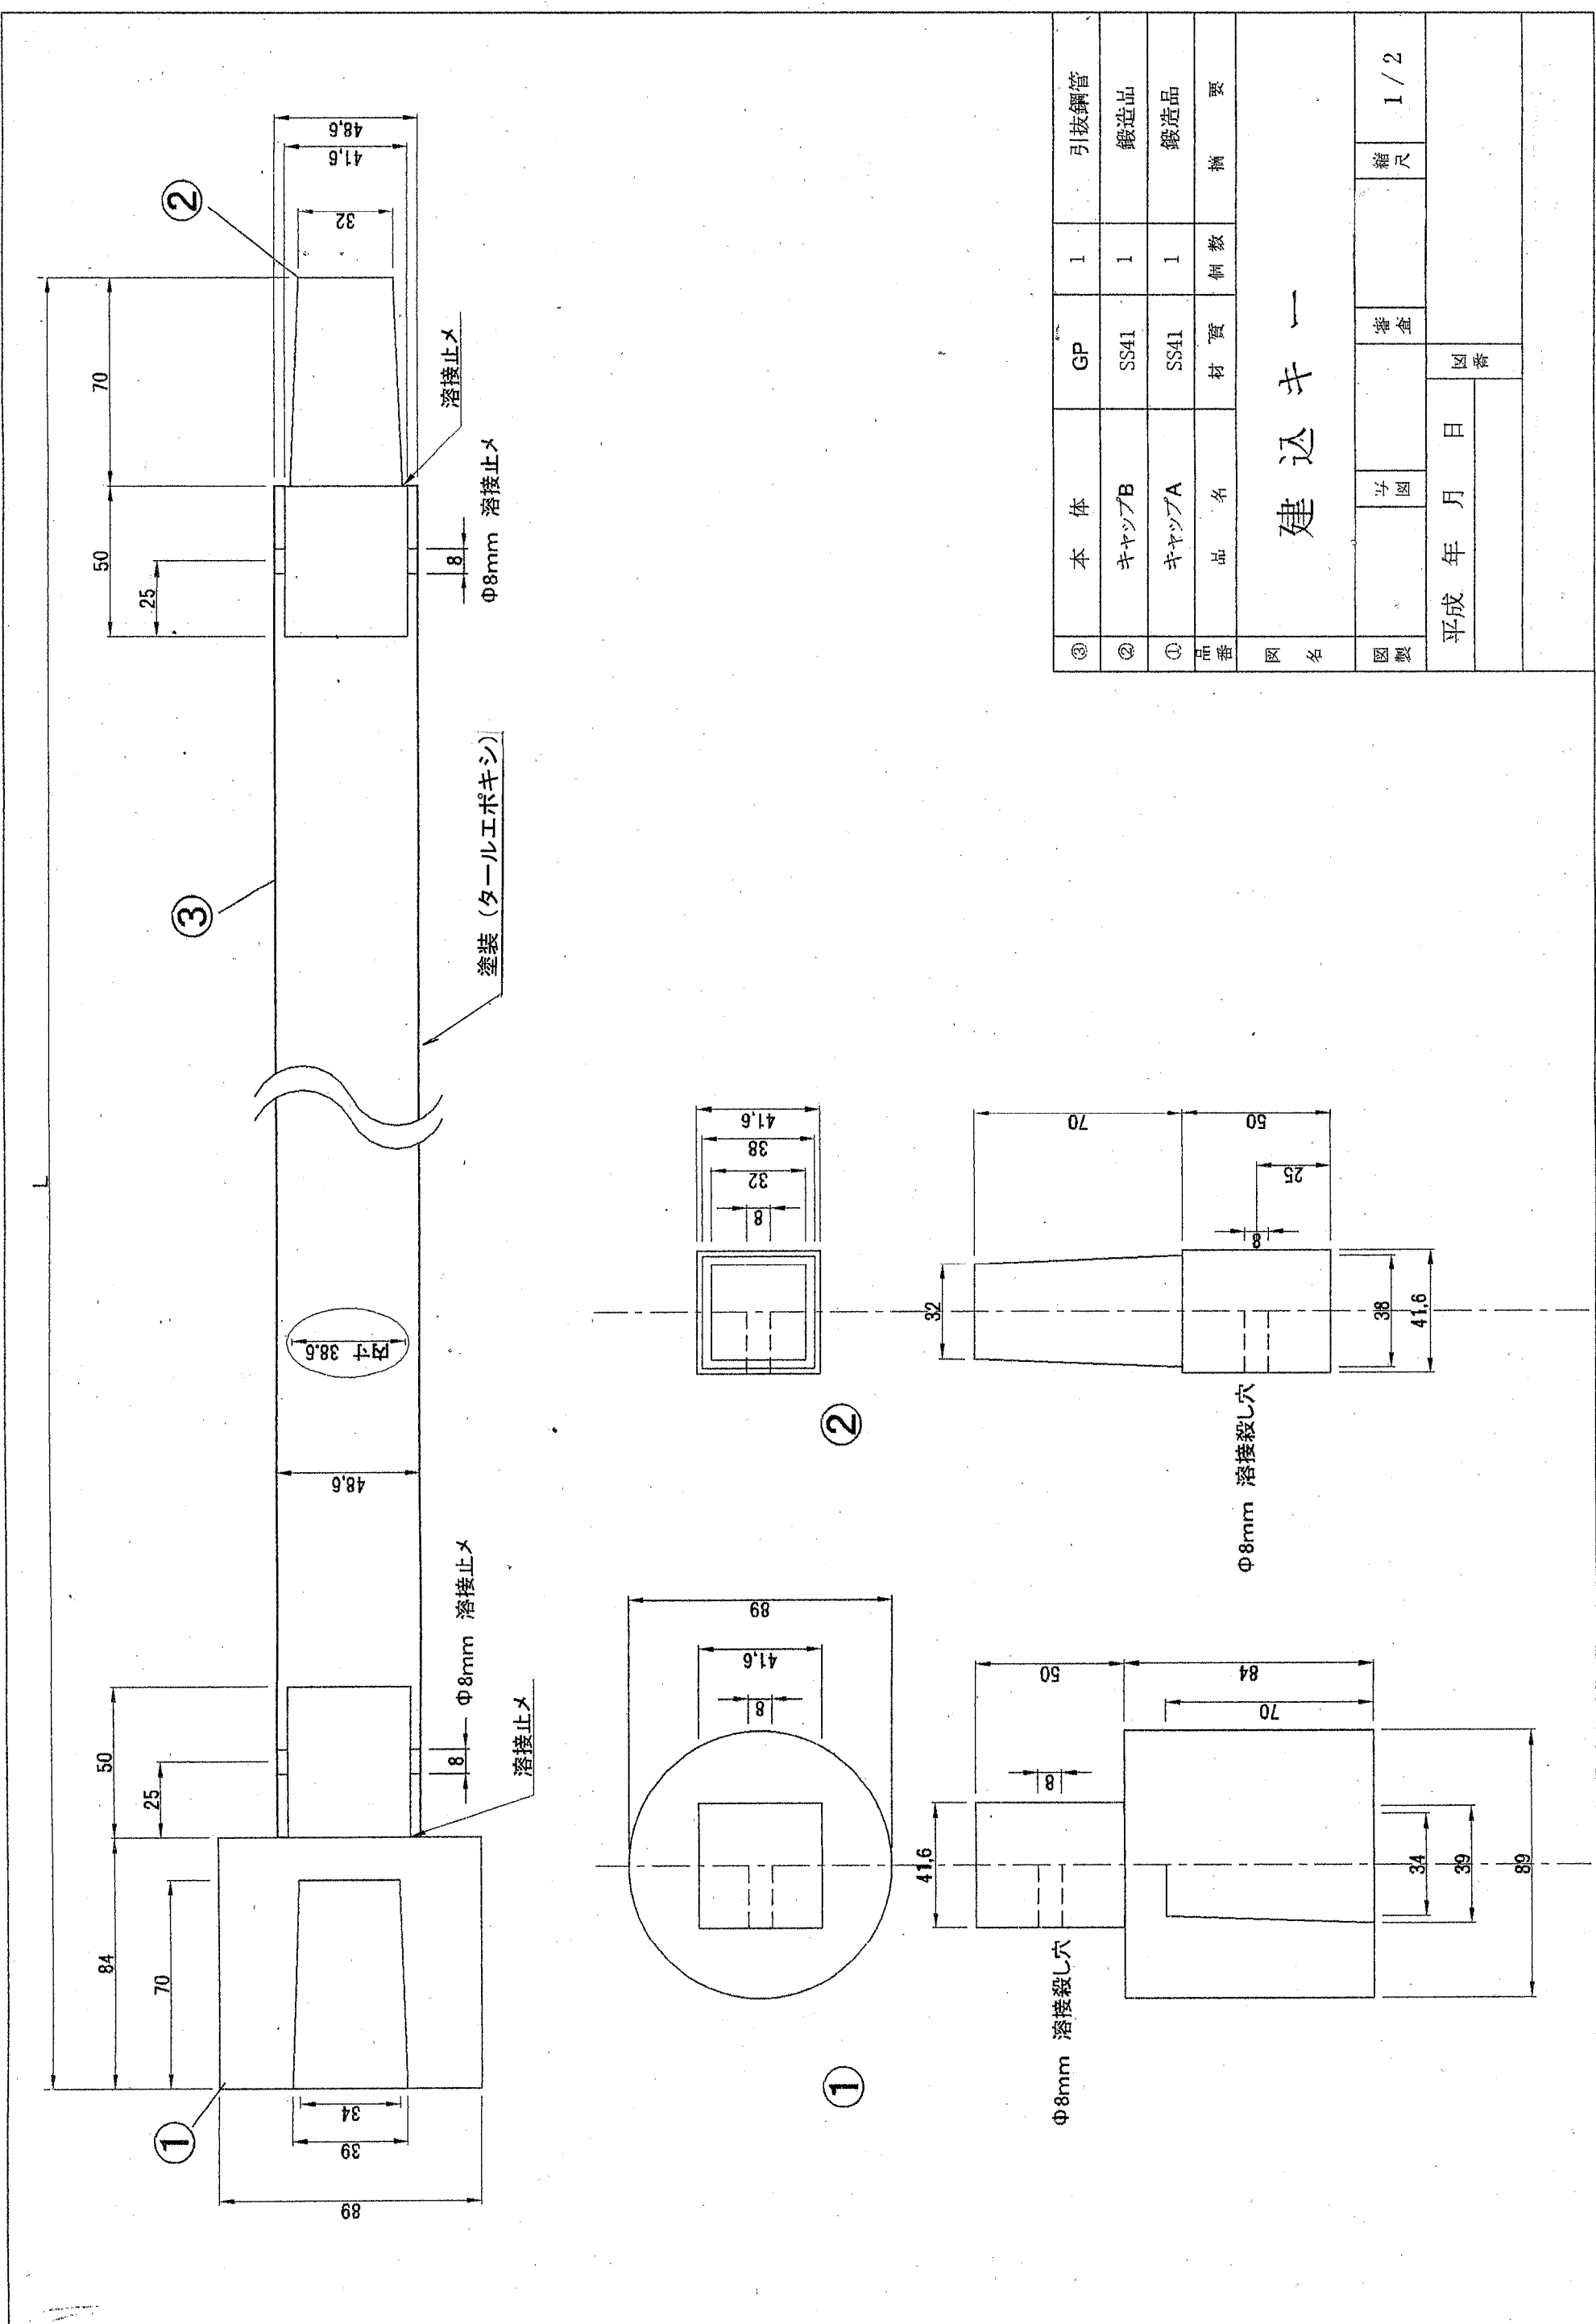 L
70
50
25
②
32
41,6
48,6
溶接止メ
8
Φ8mm 溶接止メ
③
塗装（タールエポキシ）
内寸 38.6
48,6
50
25
84
70
8
Φ8mm 溶接止メ
溶接止メ
①
34
39
89
①
89
41,6
8
50
84
70
8
41,6
Φ8mm 溶接殺し穴
34
39
89
②
41,6
38
32
8
70
50
25
8
32
38
41,6
Φ8mm 溶接殺し穴
③ 本体 GP 1 引抜鋼管
② キャップB SS41 1 鍛造品
① キャップA SS41 1 鍛造品
品番 品名 材質 個数 摘要
図名 建込キー
図製 写図 審査 縮尺 1/2
平成 年 月 日 図番